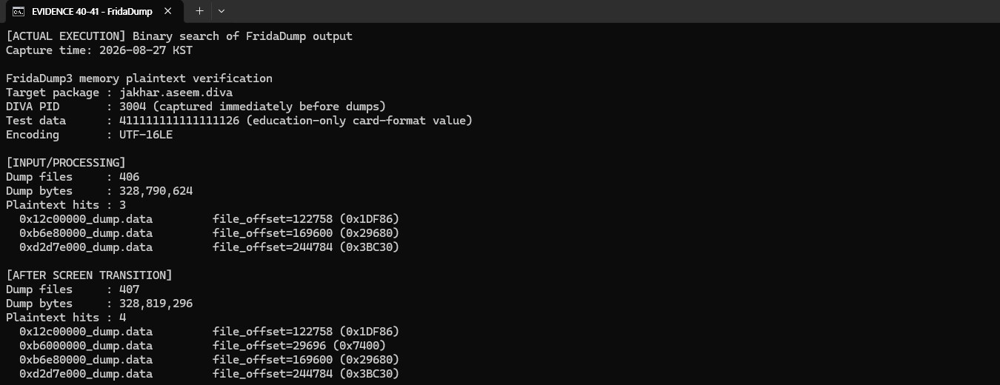 EVIDENCE 40-41 - FridaDump
[ACTUAL EXECUTION] Binary search of FridaDump output
Capture time: 2026-08-27 KST
FridaDump3 memory plaintext verification
Target package : jakhar.aseem.diva
DIVA PID : 3004 (captured immediately before dumps)
Test data : 411111111111111126 (education-only card-format value)
Encoding : UTF-16LE
[INPUT/PROCESSING]
Dump files : 406
Dump bytes : 328,790,624
Plaintext hits : 3
0x12c00000_dump.data file_offset=122758 (0x1DF86)
0xb6e80000_dump.data file_offset=169600 (0x29680)
0xd2d7e000_dump.data file_offset=244784 (0x3BC30)
[AFTER SCREEN TRANSITION]
Dump files : 407
Dump bytes : 328,819,296
Plaintext hits : 4
0x12c00000_dump.data file_offset=122758 (0x1DF86)
0xb6000000_dump.data file_offset=29696 (0x7400)
0xb6e80000_dump.data file_offset=169600 (0x29680)
0xd2d7e000_dump.data file_offset=244784 (0x3BC30)